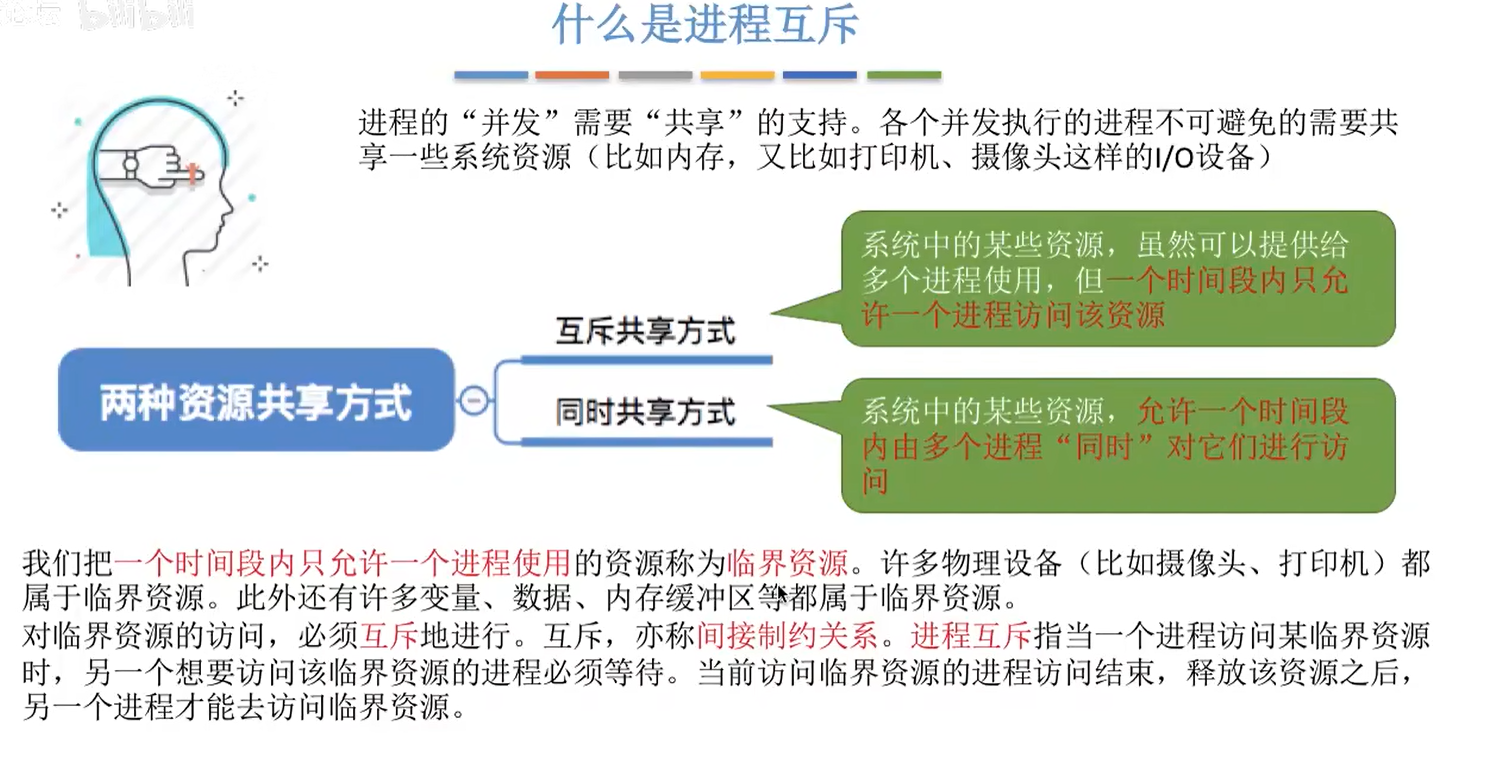 bilibili
什么是进程互斥
进程的“并发”需要“共享”的支持。各个并发执行的进程不可避免的需要共
享一些系统资源（比如内存，又比如打印机、摄像头这样的I/O设备）
系统中的某些资源，虽然可以提供给
多个进程使用，但一个时间段内只允
许一个进程访问该资源
互斥共享方式
两种资源共享方式
同时共享方式
系统中的某些资源，允许一个时间段
内由多个进程“同时”对它们进行访
问
我们把一个时间段内只允许一个进程使用的资源称为临界资源。许多物理设备（比如摄像头、打印机）都
属于临界资源。此外还有许多变量、数据、内存缓冲区等都属于临界资源。
对临界资源的访问，必须互斥地进行。互斥，亦称间接制约关系。进程互斥指当一个进程访问某临界资源
时，另一个想要访问该临界资源的进程必须等待。当前访问临界资源的进程访问结束，释放该资源之后，
另一个进程才能去访问临界资源。